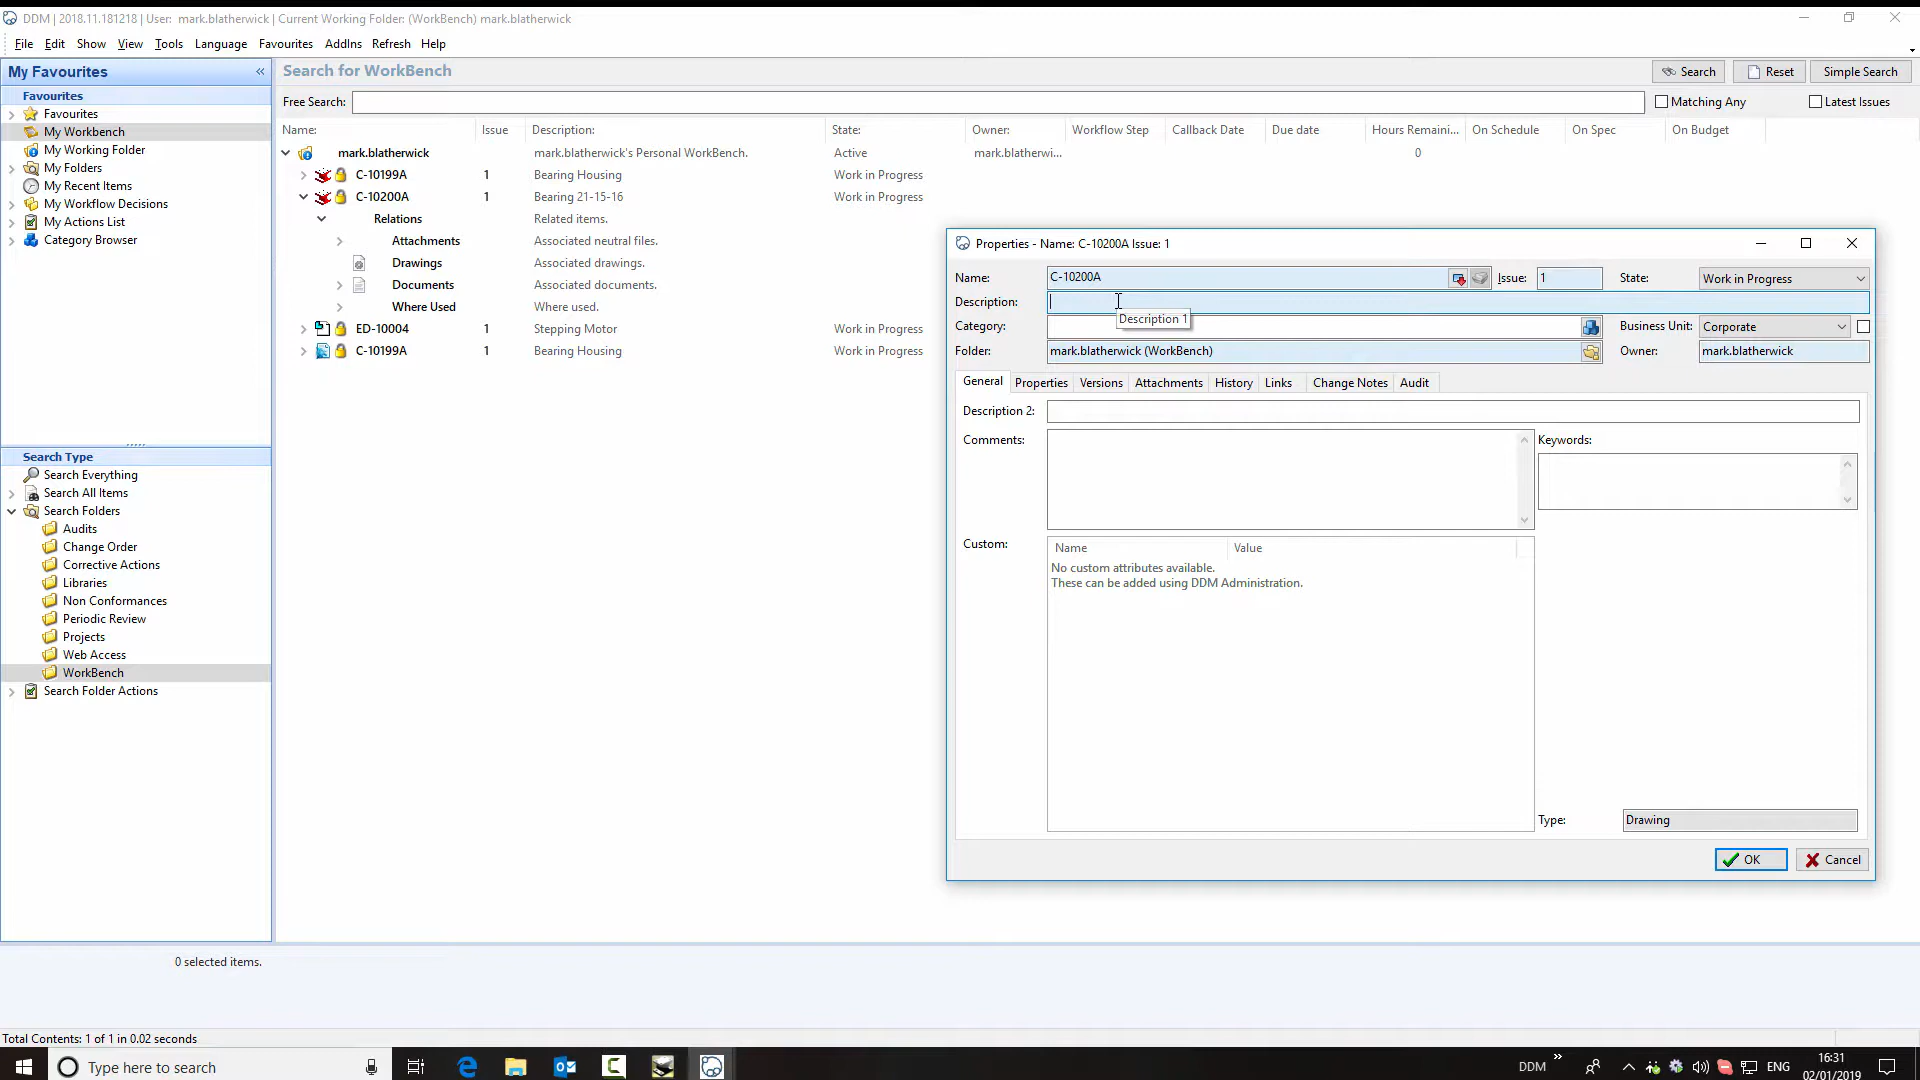 DDM | 2018.11.181218 | User: mark.blatherwick | Current Working Folder: (WorkBench) mark.blatherwick
File Edit Show View Tools Language Favourites AddIns Refresh Help
My Favourites «
Favourites
Favourites
My Workbench
My Working Folder
My Folders
My Recent Items
My Workflow Decisions
My Actions List
Category Browser
Search Type
Search Everything
Search All Items
Search Folders
Audits
Change Order
Corrective Actions
Libraries
Non Conformances
Periodic Review
Projects
Web Access
WorkBench
Search Folder Actions
Search for WorkBench Search Reset Simple Search
Free Search: Matching Any Latest Issues
Name: Issue Description: State: Owner: Workflow Step Callback Date Due date Hours Remaini... On Schedule On Spec On Budget
mark.blatherwick mark.blatherwick's Personal WorkBench. Active mark.blatherwi... 0
C-10199A 1 Bearing Housing Work in Progress
C-10200A 1 Bearing 21-15-16 Work in Progress
Relations Related items.
Attachments Associated neutral files.
Drawings Associated drawings.
Documents Associated documents.
Where Used Where used.
ED-10004 1 Stepping Motor Work in Progress
C-10199A 1 Bearing Housing Work in Progress
Properties - Name: C-10200A Issue: 1
Name: C-10200A Issue: 1 State: Work in Progress
Description:
Description 1
Category: Business Unit: Corporate
Folder: mark.blatherwick (WorkBench) Owner: mark.blatherwick
General Properties Versions Attachments History Links Change Notes Audit
Description 2:
Comments: Keywords:
Custom: Name Value
No custom attributes available.
These can be added using DDM Administration.
Type: Drawing
OK Cancel
0 selected items.
Total Contents: 1 of 1 in 0.02 seconds
Type here to search DDM » ENG 16:31
02/01/2019